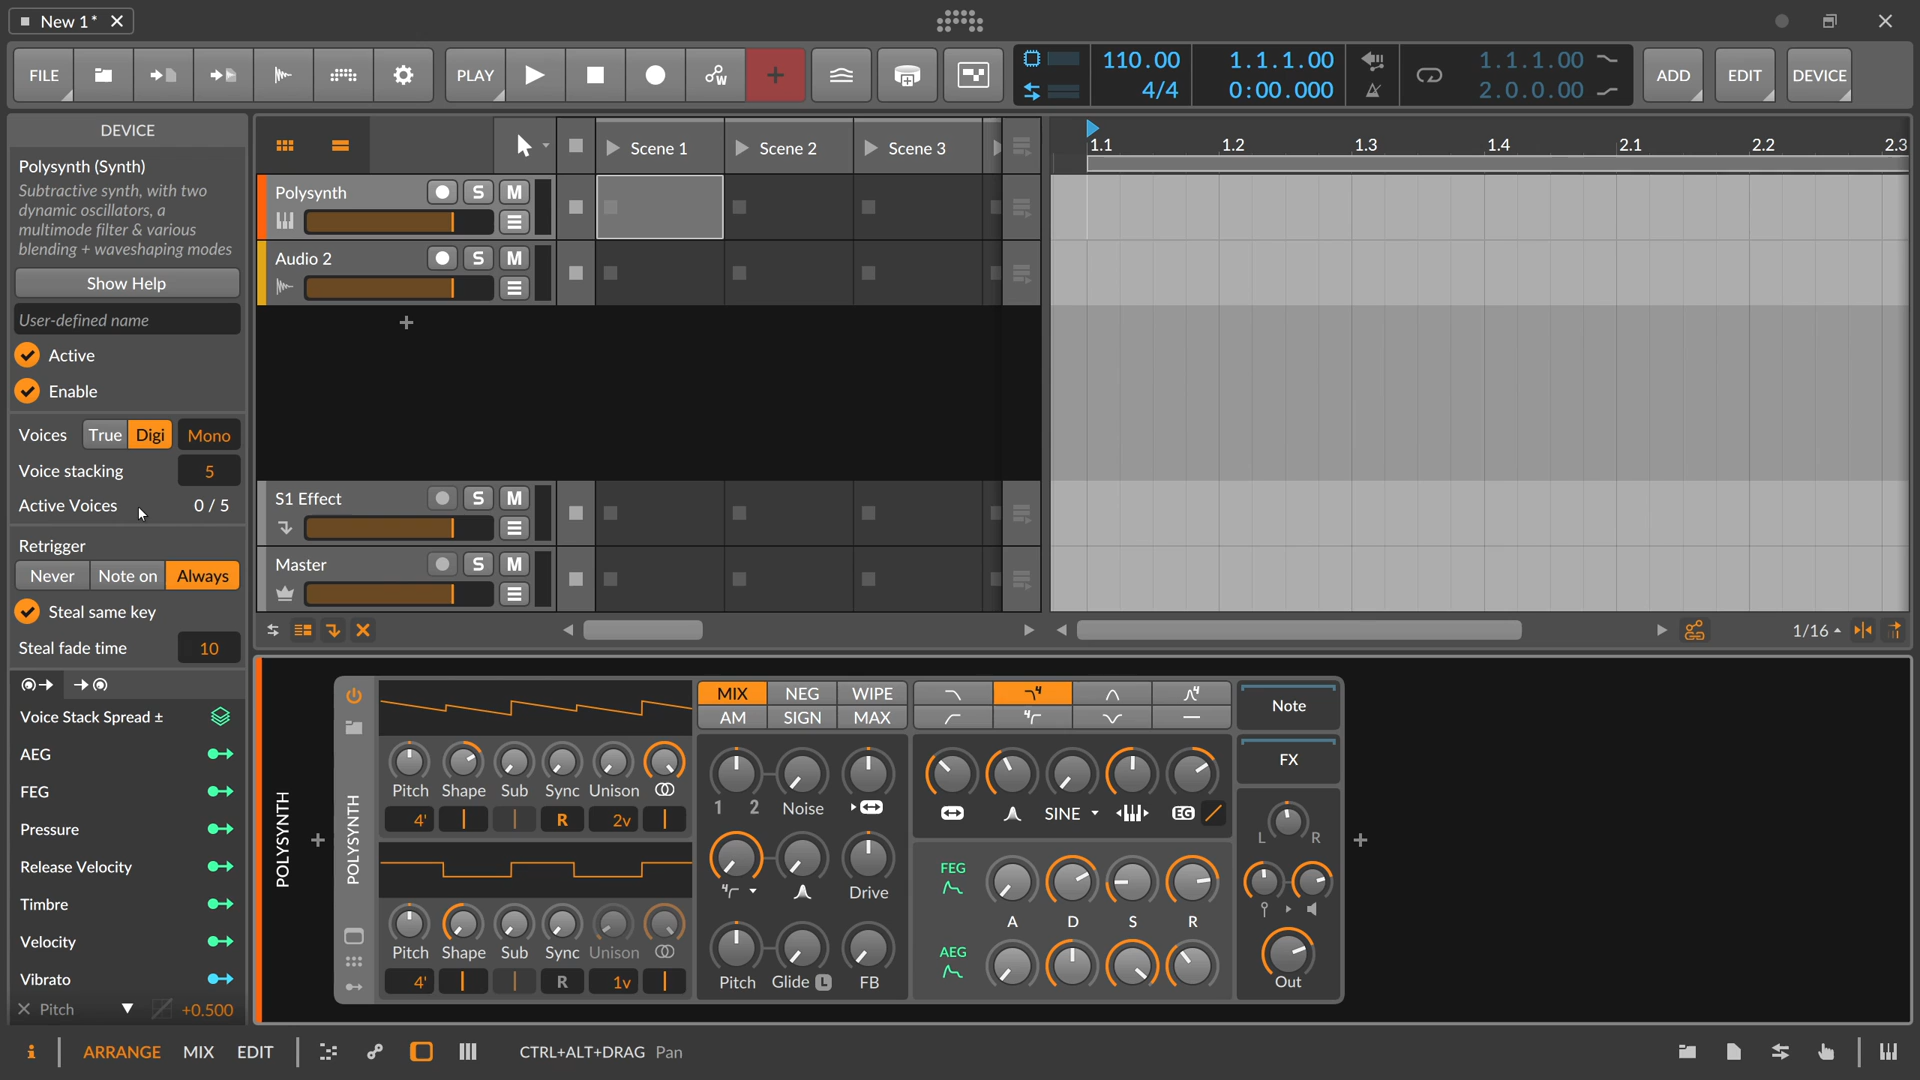 New 1*
FILE
PLAY
110.00
4/4
1.1.1.00
0:00.000
1.1.1.00
2.0.0.00
ADD
EDIT
DEVICE
DEVICE
Polysynth (Synth)
Subtractive synth, with two
dynamic oscillators, a
multimode filter & various
blending + waveshaping modes
Show Help
User-defined name
Active
Enable
Voices True Digi Mono
Voice stacking 5
Active Voices 0 / 5
Retrigger
Never Note on Always
Steal same key
Steal fade time 10
Voice Stack Spread ±
AEG
FEG
Pressure
Release Velocity
Timbre
Velocity
Vibrato
Pitch +0.500
Scene 1 Scene 2 Scene 3
Polysynth S M
Audio 2 S M
S1 Effect S M
Master S M
1.1 1.2 1.3 1.4 2.1 2.2 2.3
1/16
POLYSYNTH
POLYSYNTH
Pitch Shape Sub Sync Unison
4' R 2v
Pitch Shape Sub Sync Unison
4' R 1v
MIX NEG WIPE
AM SIGN MAX
1 2 Noise
4 Drive
Pitch Glide L FB
4 4
4
SINE EG
FEG
A D S R
AEG
Note
FX
L R
Out
ARRANGE MIX EDIT
CTRL+ALT+DRAG Pan